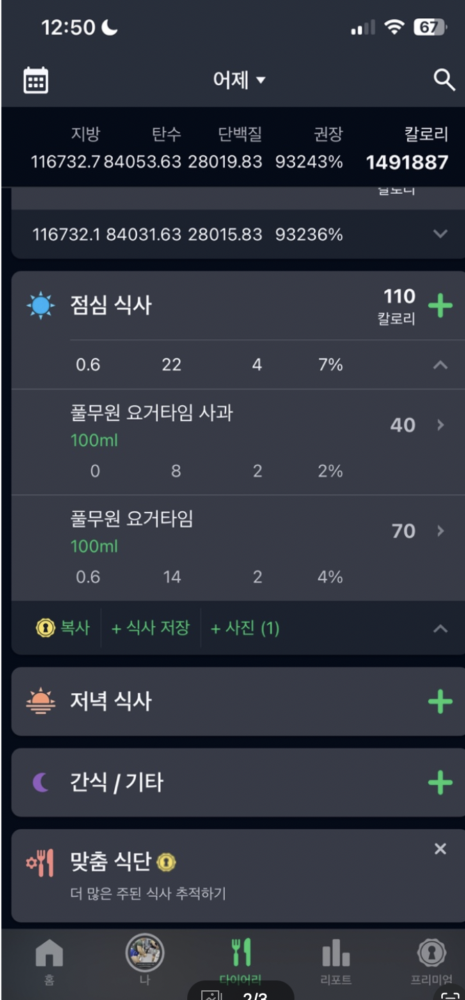 12:50
67
어제
지방 탄수 단백질 권장 칼로리
116732.7 84053.63 28019.83 93243% 1491887
칼로리
116732.1 84031.63 28015.83 93236%
점심 식사 110
칼로리
0.6 22 4 7%
풀무원 요거타임 사과 40
100ml
0 8 2 2%
풀무원 요거타임 70
100ml
0.6 14 2 4%
복사 + 식사 저장 + 사진 (1)
저녁 식사
간식 / 기타
맞춤 식단
더 많은 주된 식사 추적하기
홈 나 다이어리 리포트 프리미엄
2/3